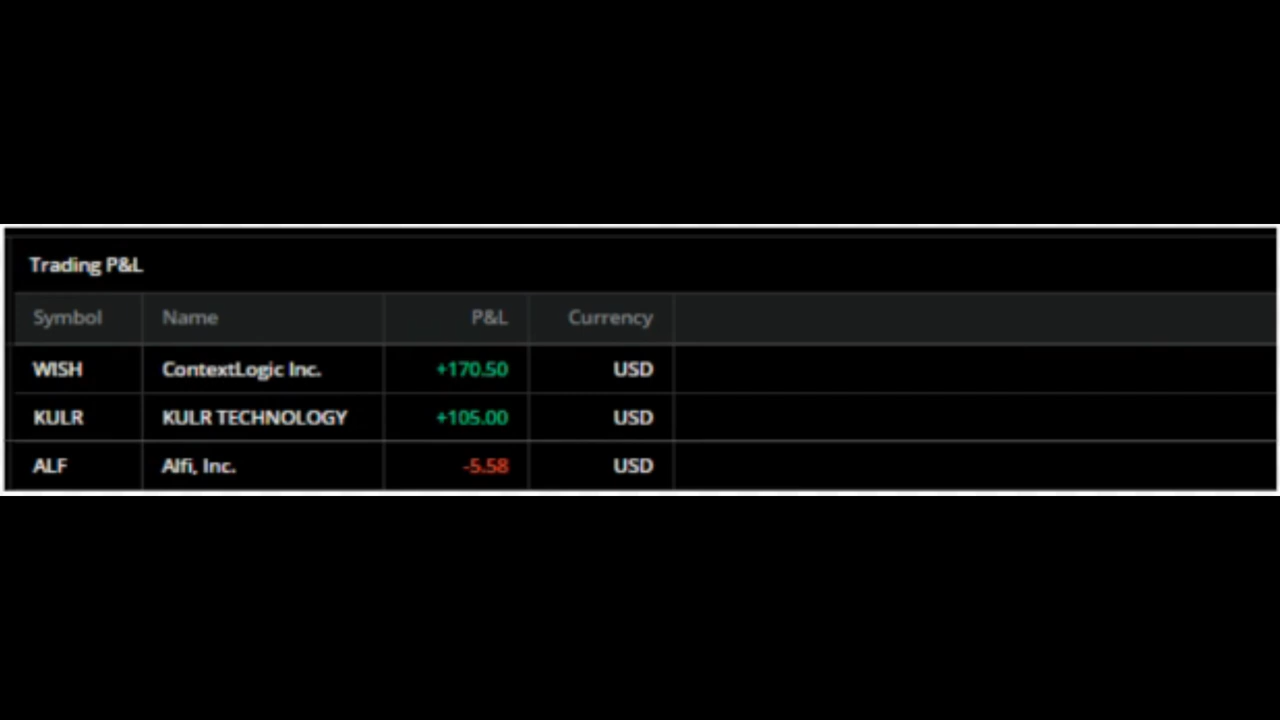 Trading P&L
Symbol Name P&L Currency
WISH ContextLogic Inc. +170.50 USD
KULR KULR TECHNOLOGY +105.00 USD
ALF Alfi, Inc. -5.58 USD